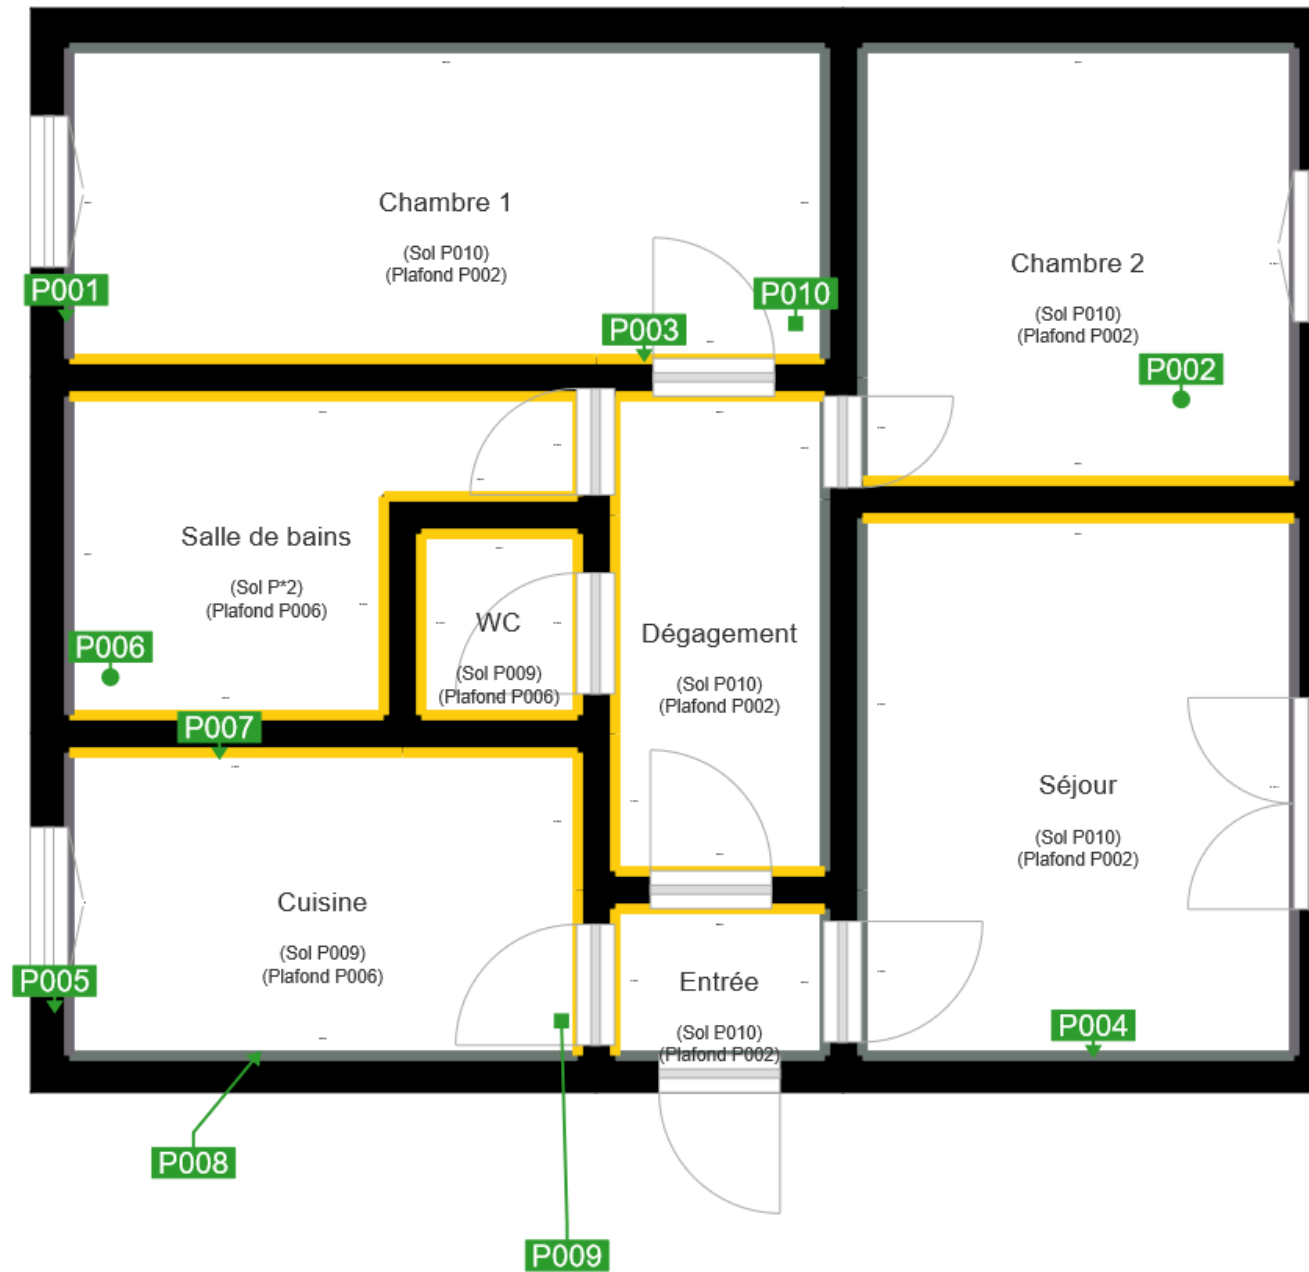 Chambre 1
(Sol P010)
(Plafond P002)
P001
P003
P010
Chambre 2
(Sol P010)
(Plafond P002)
P002
Salle de bains
(Sol P*2)
(Plafond P006)
P006
WC
(Sol P009)
(Plafond P006)
Dégagement
(Sol P010)
(Plafond P002)
P007
Séjour
(Sol P010)
(Plafond P002)
Cuisine
(Sol P009)
(Plafond P006)
P005
Entrée
(Sol P010)
(Plafond P002)
P004
P008
P009